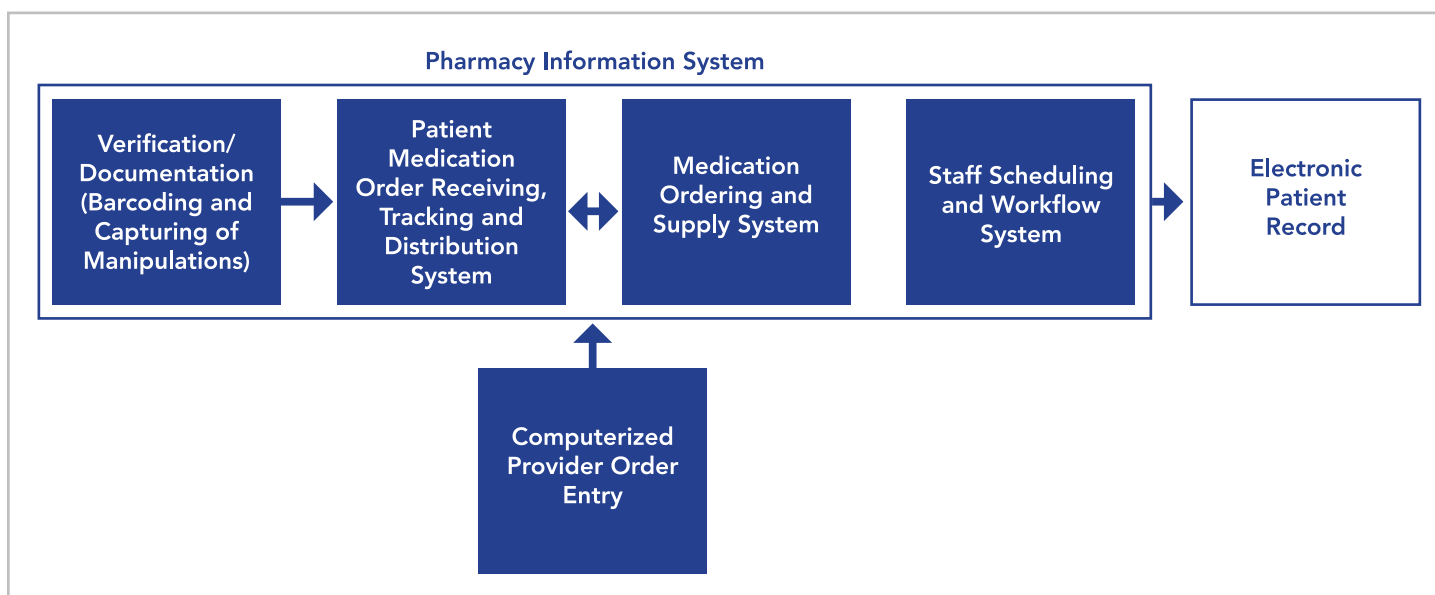 Pharmacy Information System
Verification/
Documentation
(Barcoding and
Capturing of
Manipulations)
Patient
Medication
Order Receiving,
Tracking and
Distribution
System
Medication
Ordering and
Supply System
Staff Scheduling
and Workflow
System
Electronic
Patient
Record
Computerized
Provider Order
Entry